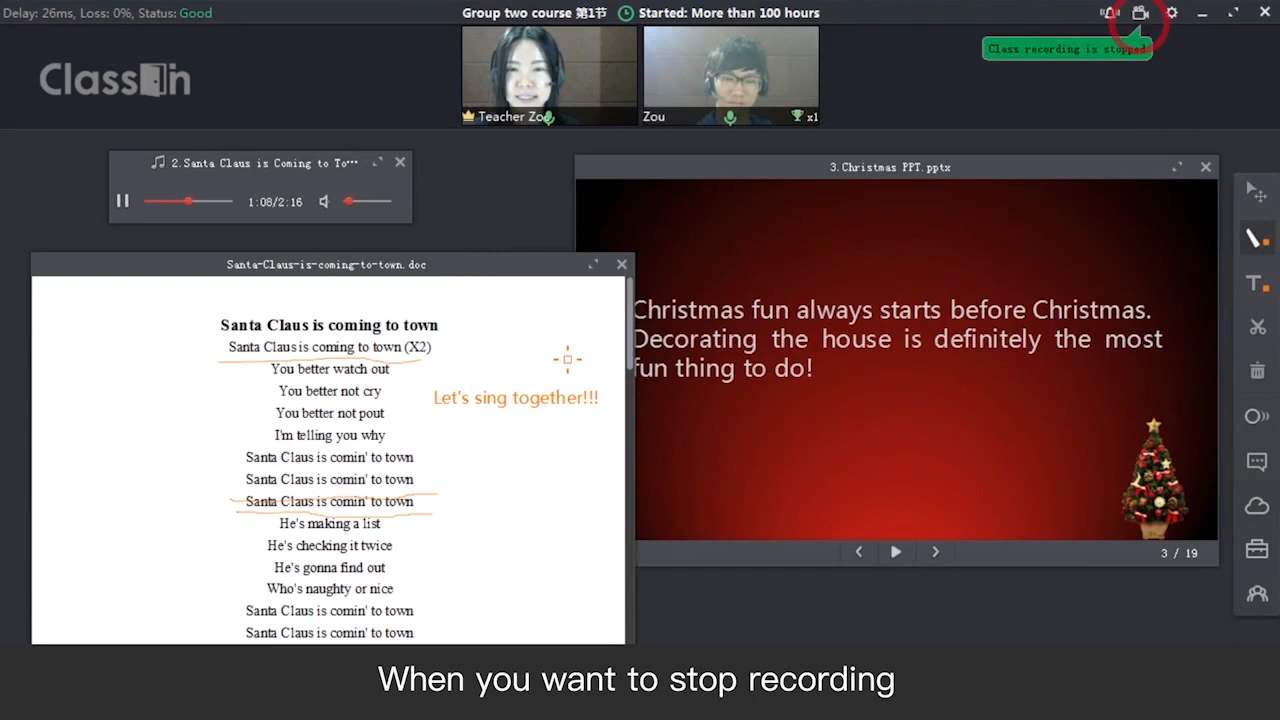 Delay: 26ms, Loss: 0%, Status: Good
Group two course 第1节
Started: More than 100 hours
Class recording is stopped
ClassIn
Teacher Zo
Zou
x1
2.Santa Claus is Coming to To···
1:08/2:16
3.Christmas PPT.pptx
Christmas fun always starts before Christmas.
Decorating the house is definitely the most
fun thing to do!
3 / 19
Santa-Claus-is-coming-to-town.doc
Santa Claus is coming to town
Santa Claus is coming to town (X2)
You better watch out
You better not cry
Let's sing together!!!
You better not pout
I'm telling you why
Santa Claus is comin' to town
Santa Claus is comin' to town
Santa Claus is comin' to town
He's making a list
He's checking it twice
He's gonna find out
Who's naughty or nice
Santa Claus is comin' to town
Santa Claus is comin' to town
When you want to stop recording